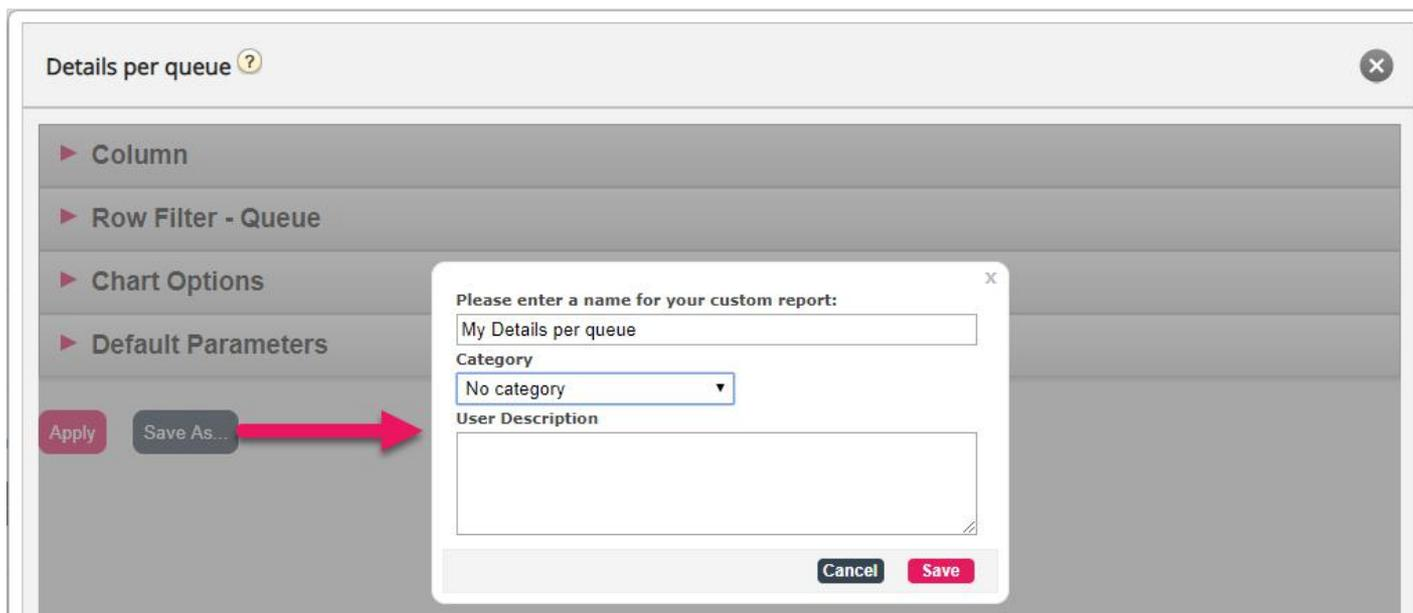 Details per queue ?
Column
Row Filter - Queue
Chart Options
Default Parameters
Apply Save As...
x
Please enter a name for your custom report:
My Details per queue
Category
No category
User Description
Cancel Save